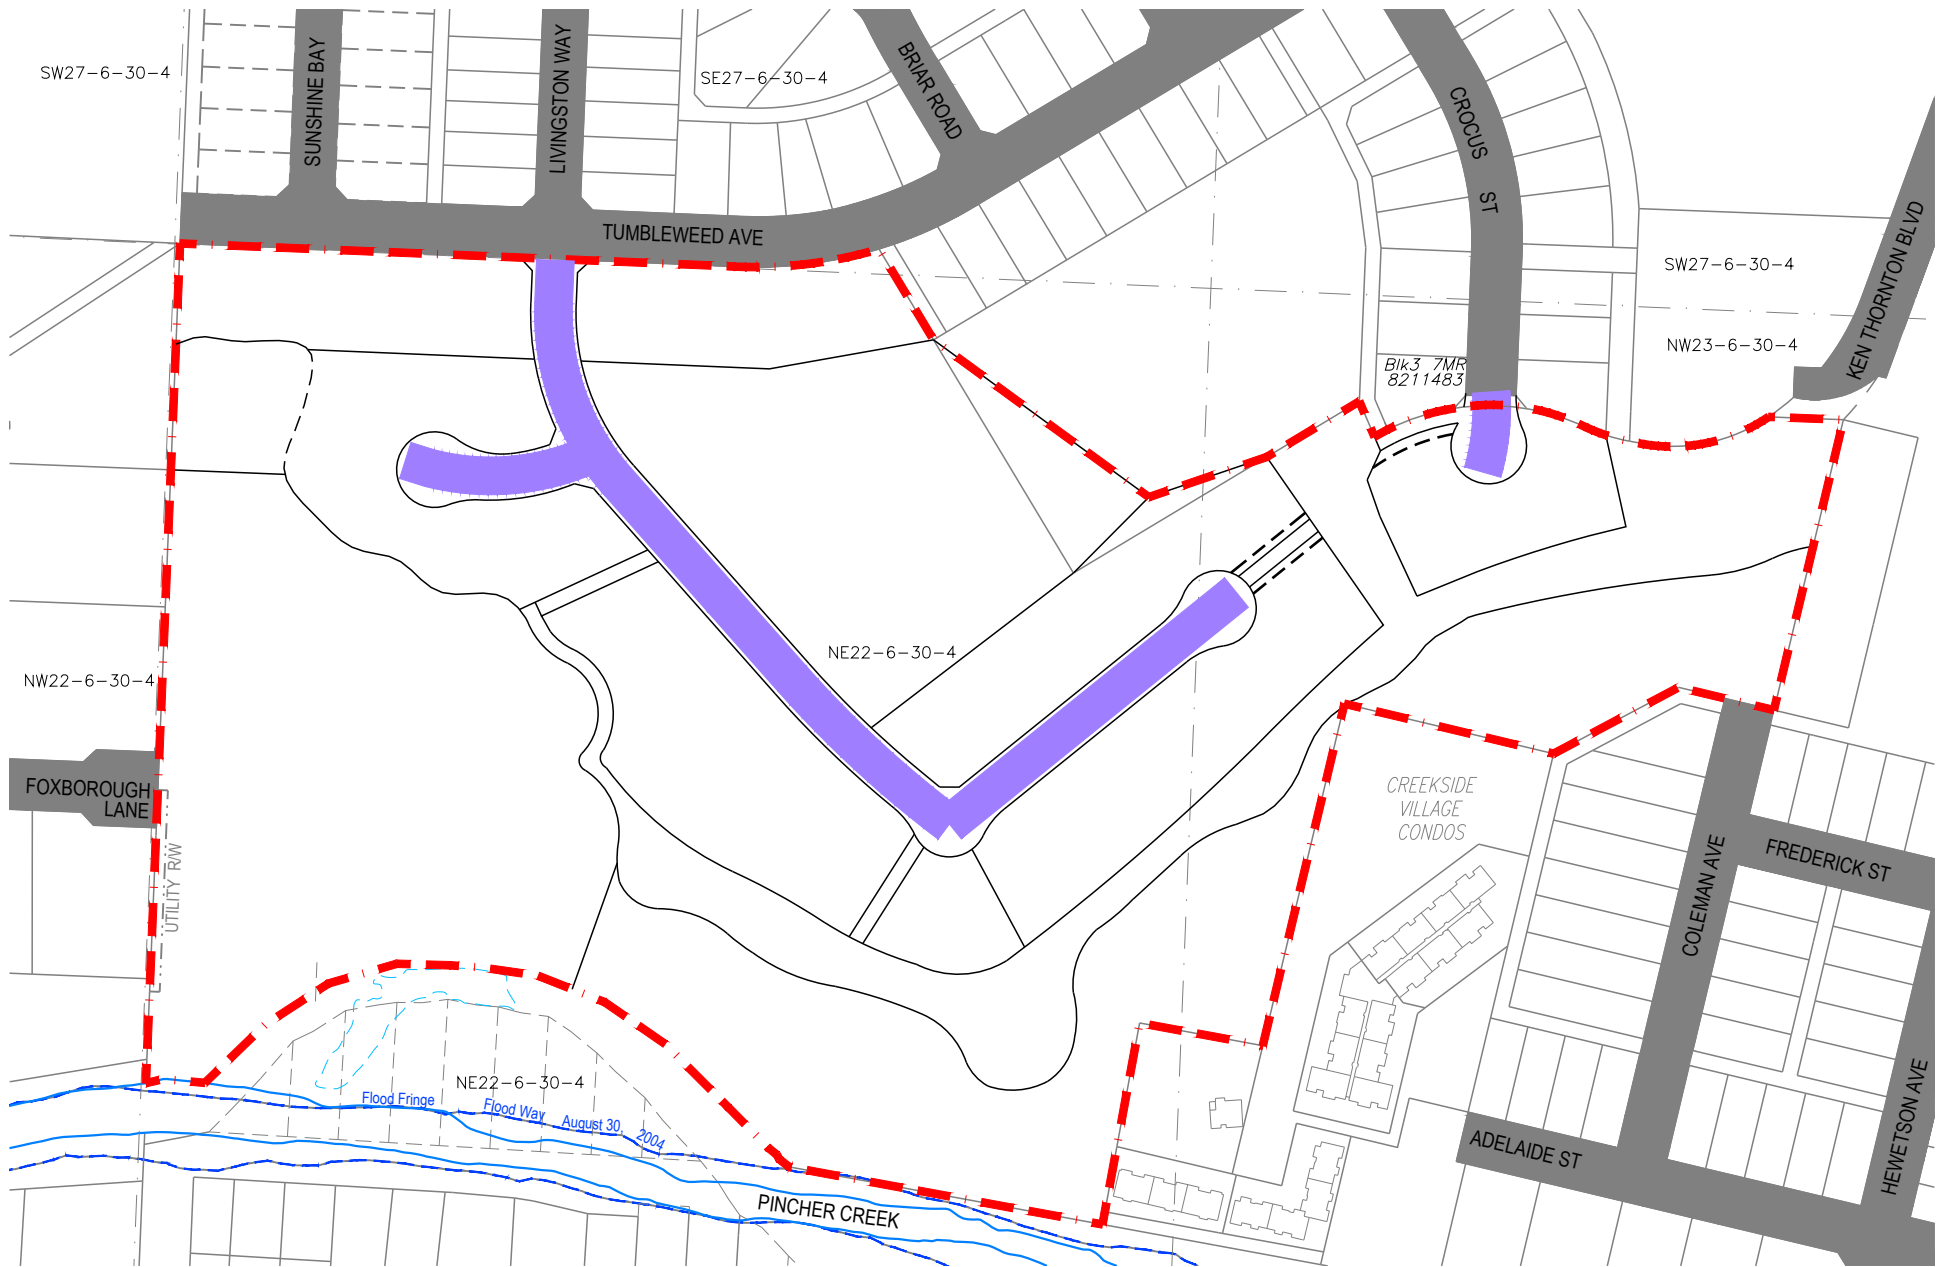 SW27-6-30-4
SUNSHINE BAY
LIVINGSTON WAY
SE27-6-30-4
BRIAR ROAD
CROCUS ST
KEN THORNTON BLVD
TUMBLEWEED AVE
SW27-6-30-4
NW23-6-30-4
Blk3 7MR
8211483
NE22-6-30-4
NW22-6-30-4
FOXBOROUGH
LANE
UTILITY R/W
CREEKSIDE
VILLAGE
CONDOS
COLEMAN AVE
FREDERICK ST
NE22-6-30-4
Flood Fringe
Flood Way
August 30, 2004
HEWETSON AVE
ADELAIDE ST
PINCHER CREEK